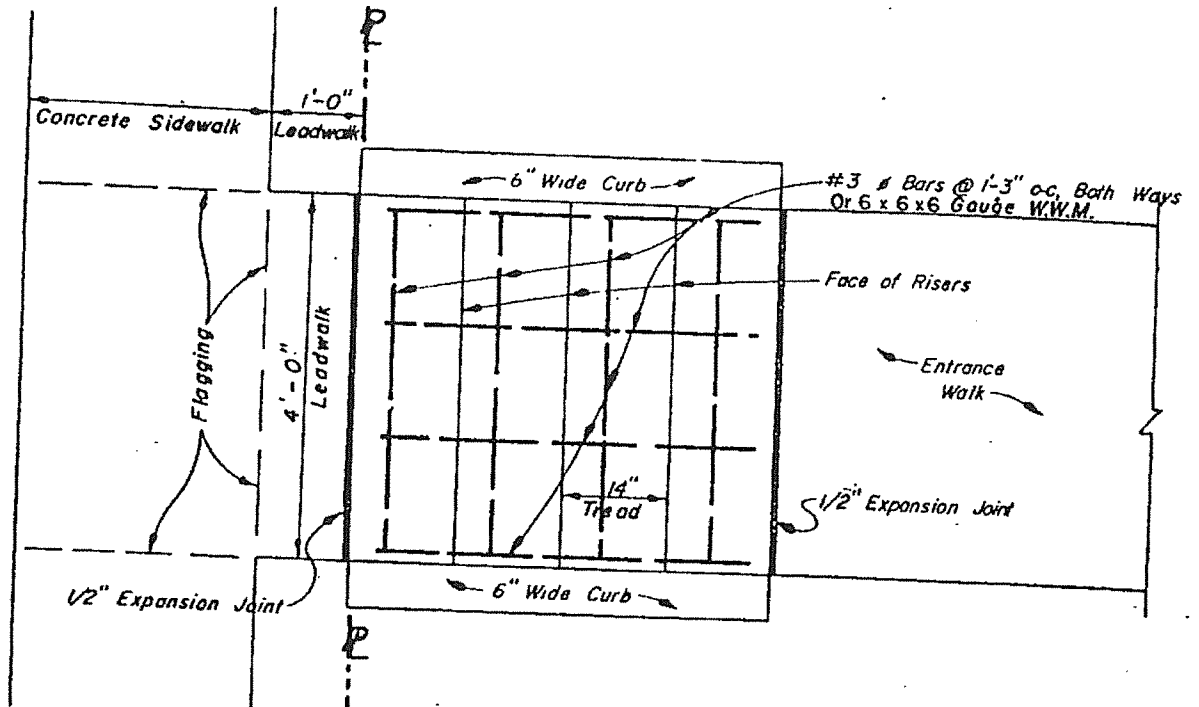 PL
1'-0"
Concrete Sidewalk
Leadwalk
6" Wide Curb
#3 ø Bars @ 1'-3" o-c, Both Ways
Or 6 x 6 x 6 Gauge W.W.M.
Face of Risers
Flagging
4'-0"
Leadwalk
Entrance
Walk
14"
Tread
1/2" Expansion Joint
1/2" Expansion Joint
6" Wide Curb
PL